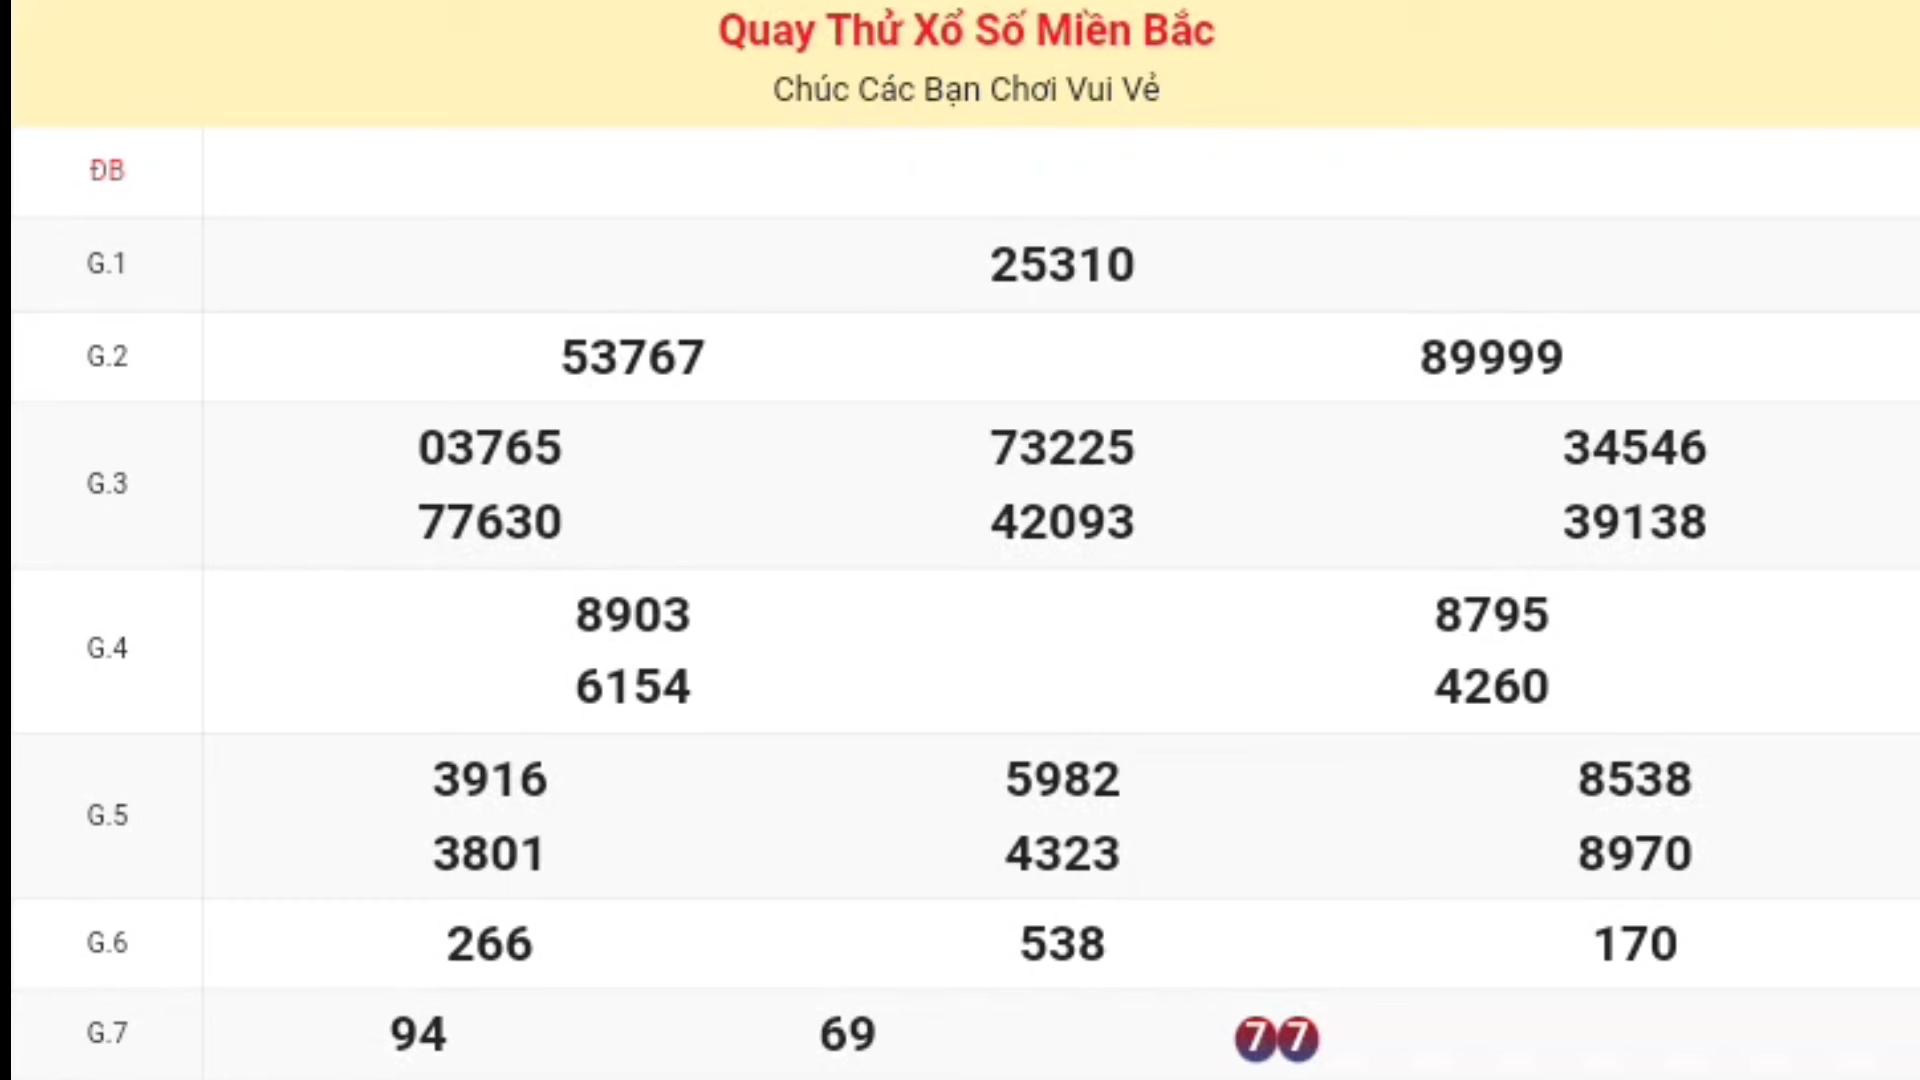 Quay Thử Xổ Số Miền Bắc
Chúc Các Bạn Chơi Vui Vẻ
ĐB
G.1 25310
G.2 53767 89999
G.3 03765 73225 34546
77630 42093 39138
G.4 8903 8795
6154 4260
G.5 3916 5982 8538
3801 4323 8970
G.6 266 538 170
G.7 94 69 77